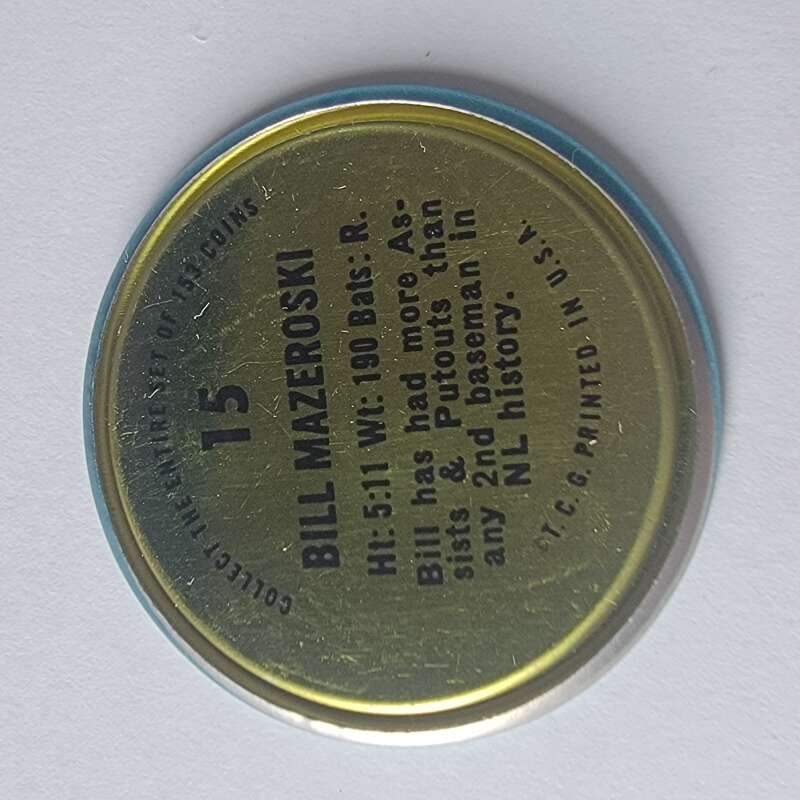 COLLECT THE ENTIRE SET OF 153 COINS
15
BILL MAZEROSKI
Ht: 5:11 Wt: 190 Bats: R.
Bill has had more As-
sists & Putouts than
any 2nd baseman in
NL history.
©T. C. G. PRINTED IN U.S.A.